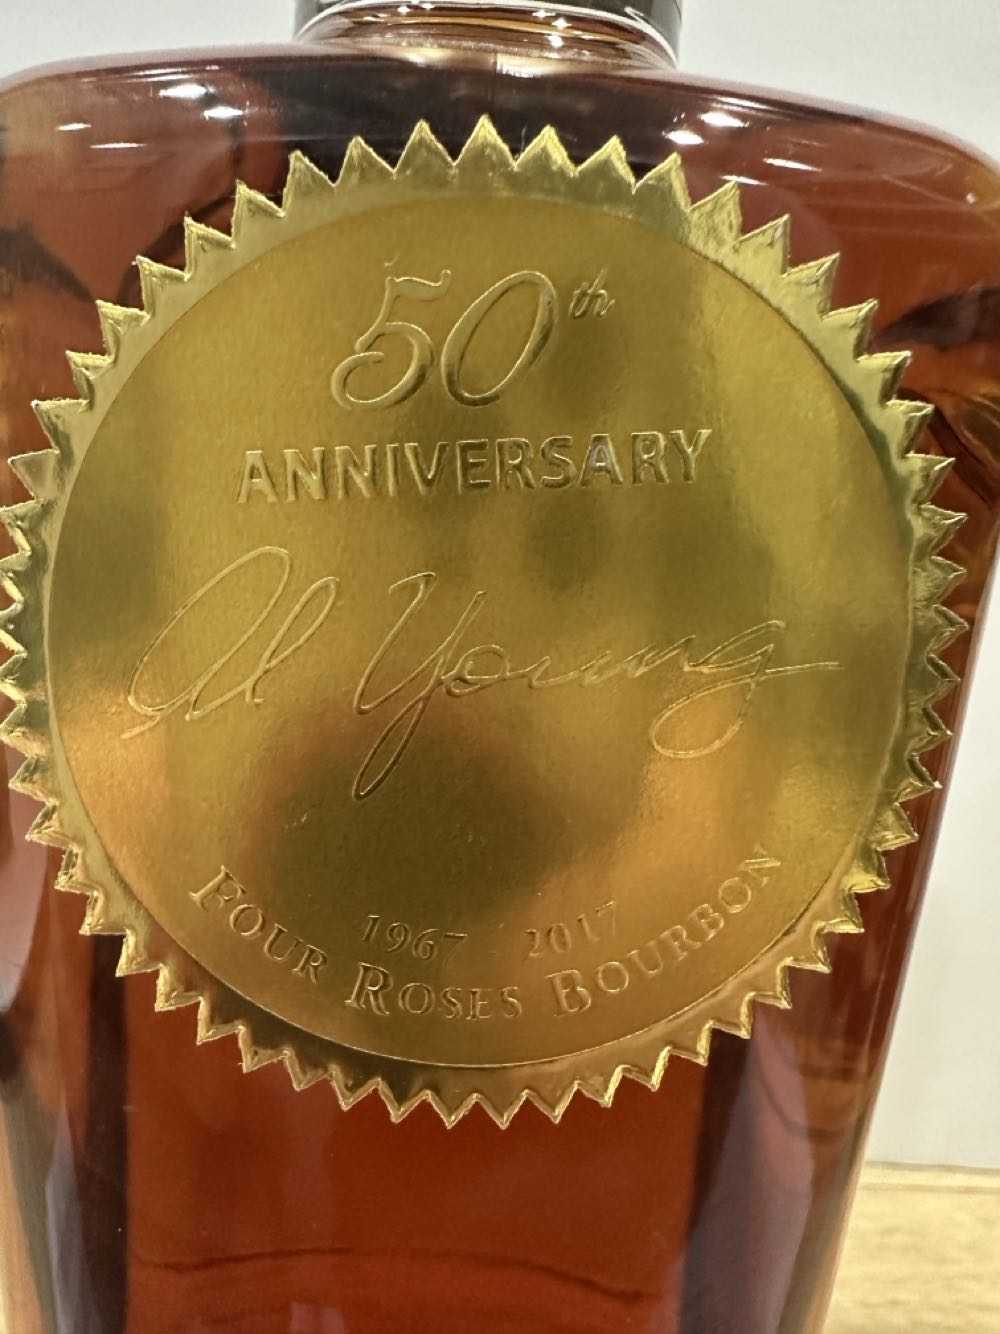 50th
ANNIVERSARY
Al Young
1967 - 2017
FOUR ROSES BOURBON